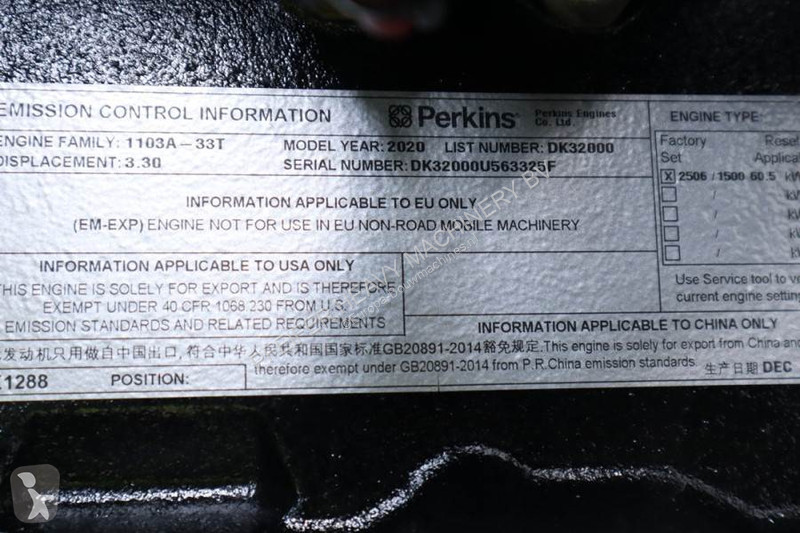 EMISSION CONTROL INFORMATION
Perkins
Perkins Engines
Co. Ltd.
ENGINE TYPE:
ENGINE FAMILY: 1103A-33T
MODEL YEAR: 2020 LIST NUMBER: DK32000
DISPLACEMENT: 3.30
SERIAL NUMBER: DK32000U563325F
Factory
Set
X 2506 / 1500 60.5
/
/
/
/
INFORMATION APPLICABLE TO EU ONLY
(EM-EXP) ENGINE NOT FOR USE IN EU NON-ROAD MOBILE MACHINERY
INFORMATION APPLICABLE TO USA ONLY
THIS ENGINE IS SOLELY FOR EXPORT AND IS THEREFORE
EXEMPT UNDER 40 CFR 1068.230 FROM U.S.
EMISSION STANDARDS AND RELATED REQUIREMENTS
Use Service tool to
current engine
INFORMATION APPLICABLE TO CHINA ONLY
发动机只用做自中国出口,符合中华人民共和国国家标准GB20891-2014豁免规定.This engine is solely for export from China and
therefore exempt under GB20891-2014 from P.R.China emission standards. 生产日期 DEC
1288 POSITION: